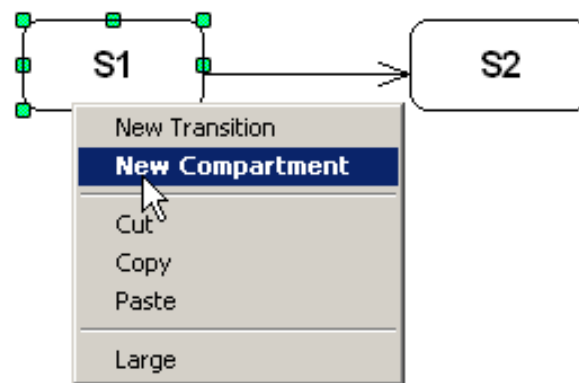 S1
S2
New Transition
New Compartment
Cut
Copy
Paste
Large